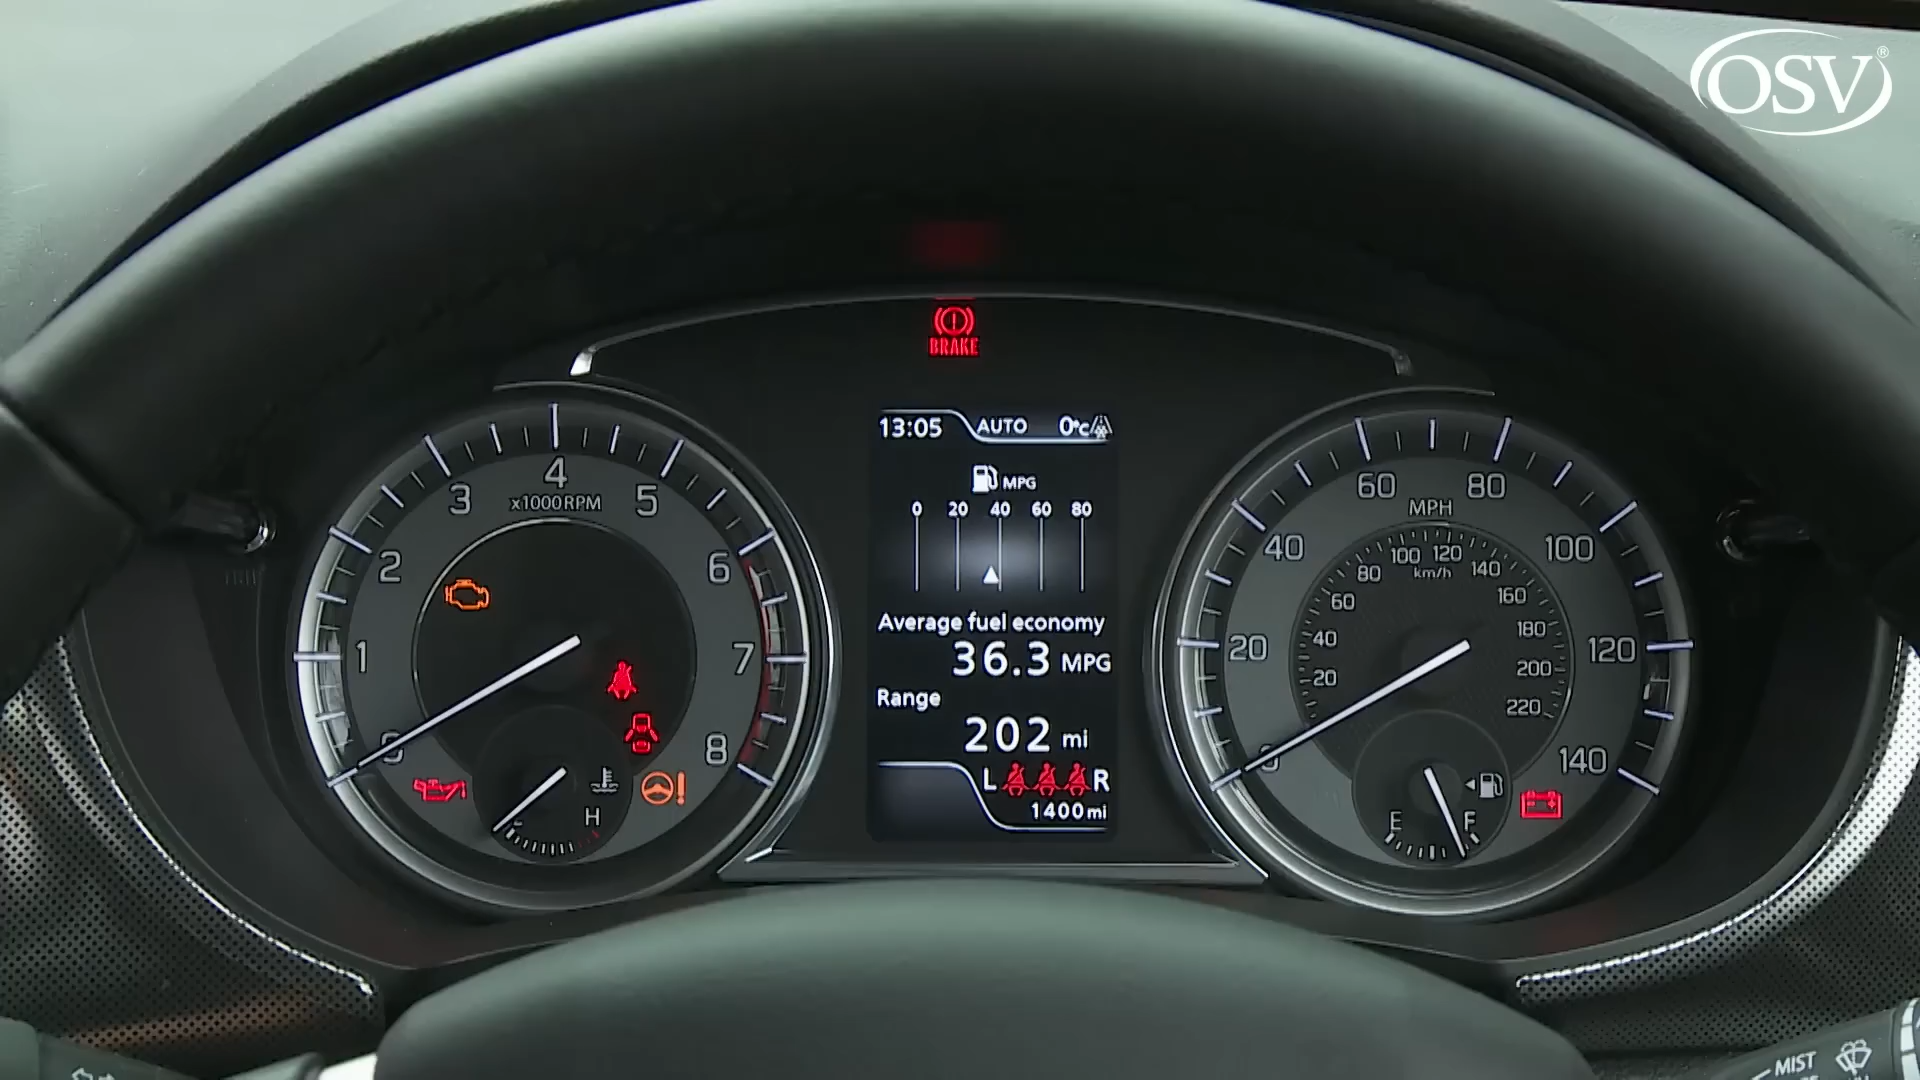 OSV®
BRAKE
13:05 AUTO 0°C
MPG
0 20 40 60 80
Average fuel economy
36.3 MPG
Range
202 mi
L R
1400mi
0 1 2 3 4 5 6 7 8
x1000RPM
H
0 20 40 60 80 100 120 140
MPH
20 40 60 80 100 120 140 160 180 200 220
km/h
E F
MIST